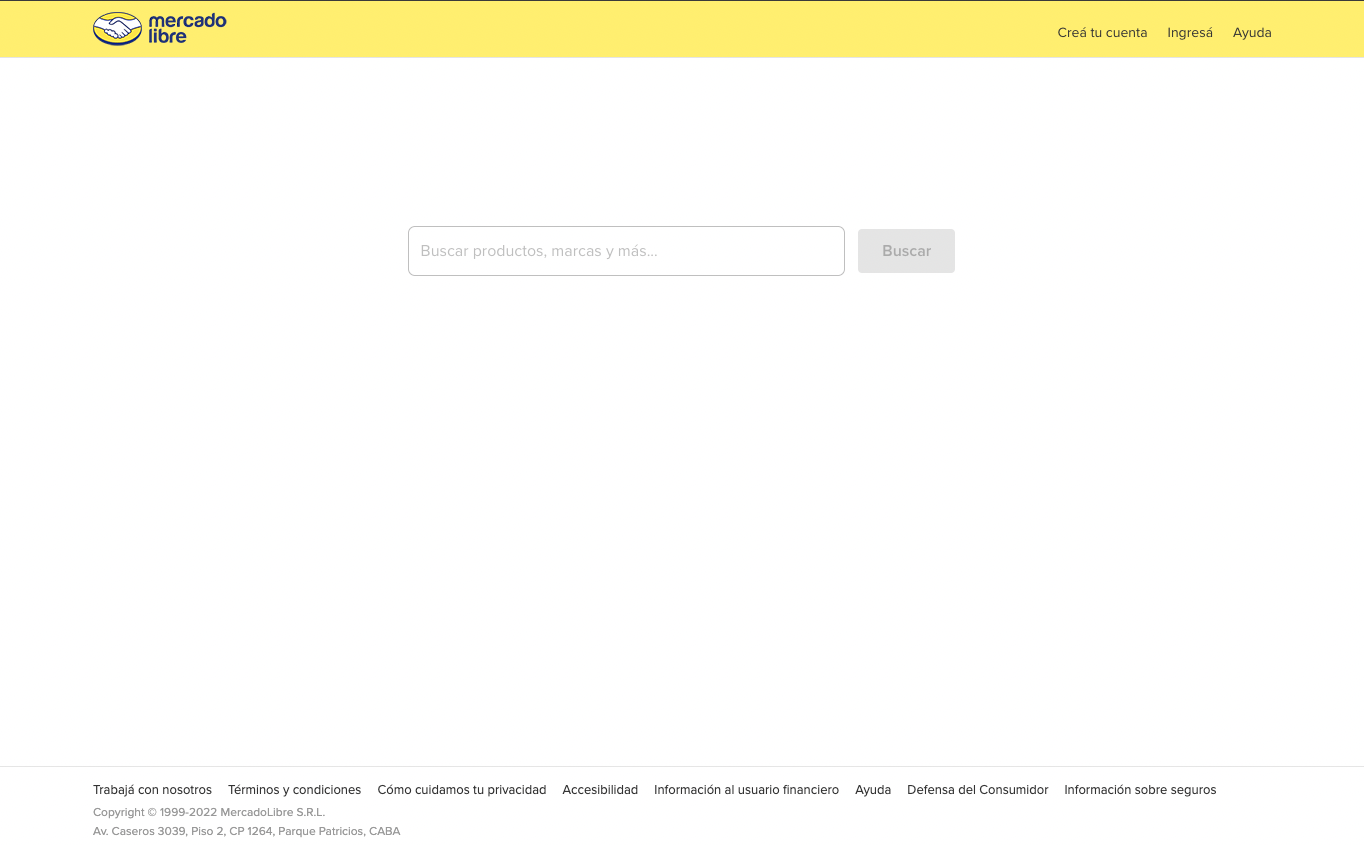 mercado
libre
Creá tu cuenta Ingresá Ayuda
Buscar productos, marcas y más...
Buscar
Trabajá con nosotros Términos y condiciones Cómo cuidamos tu privacidad Accesibilidad Información al usuario financiero Ayuda Defensa del Consumidor Información sobre seguros
Copyright © 1999-2022 MercadoLibre S.R.L.
Av. Caseros 3039, Piso 2, CP 1264, Parque Patricios, CABA